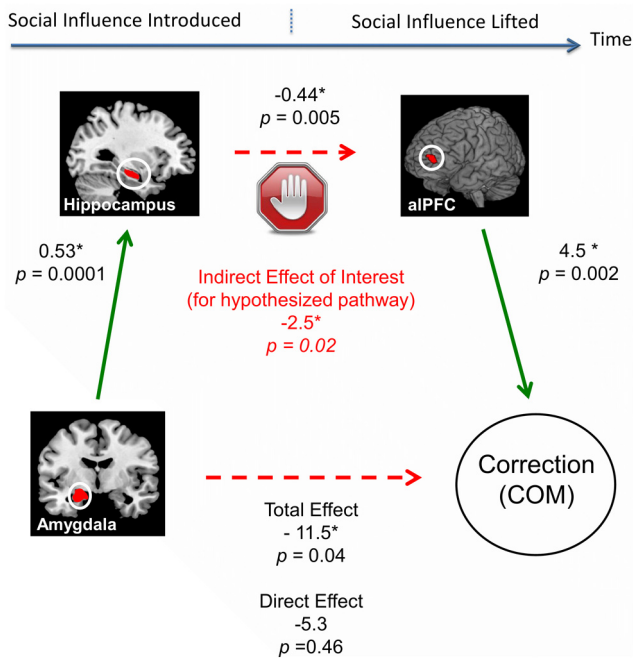 Social Influence Introduced
Social Influence Lifted
Time
-0.44*
p = 0.005
Hippocampus
alPFC
0.53*
p = 0.0001
4.5 *
p = 0.002
Indirect Effect of Interest
(for hypothesized pathway)
-2.5*
p = 0.02
Amygdala
Correction
(COM)
Total Effect
- 11.5*
p = 0.04
Direct Effect
-5.3
p =0.46